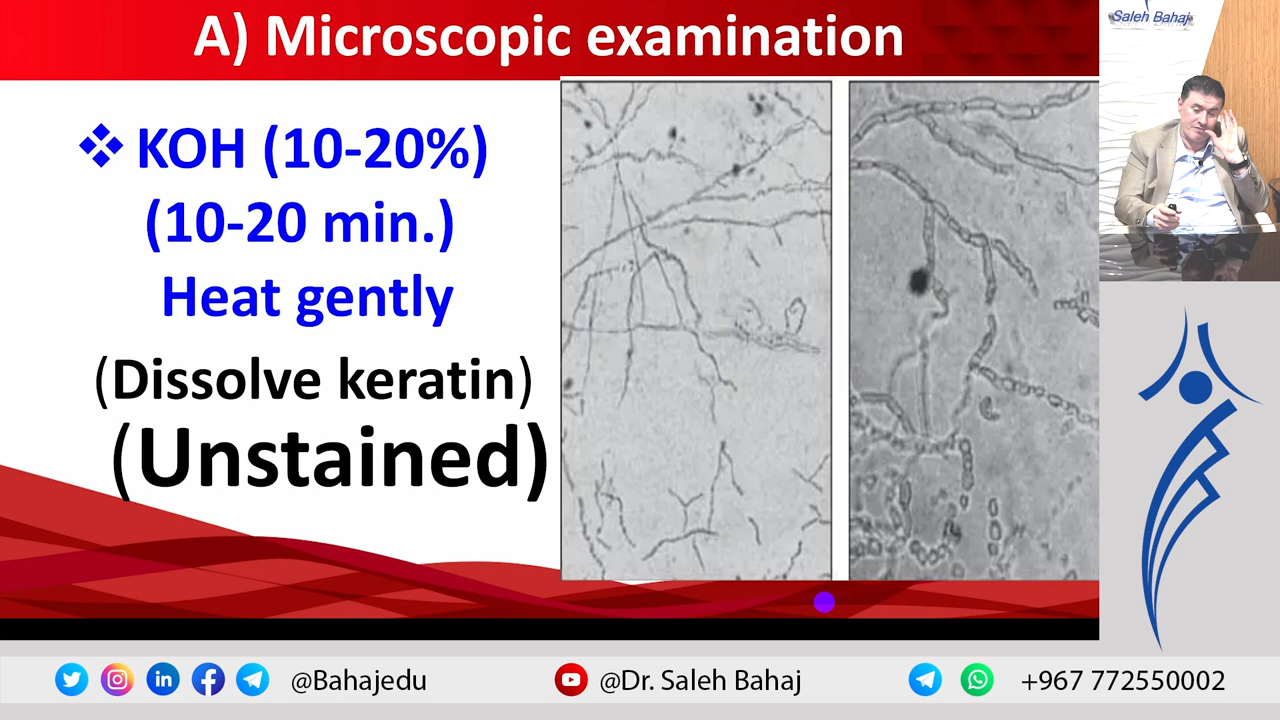 A) Microscopic examination
Saleh Bahaj
❖ KOH (10-20%)
(10-20 min.)
Heat gently
(Dissolve keratin)
(Unstained)
@Bahajedu
@Dr. Saleh Bahaj
+967 772550002